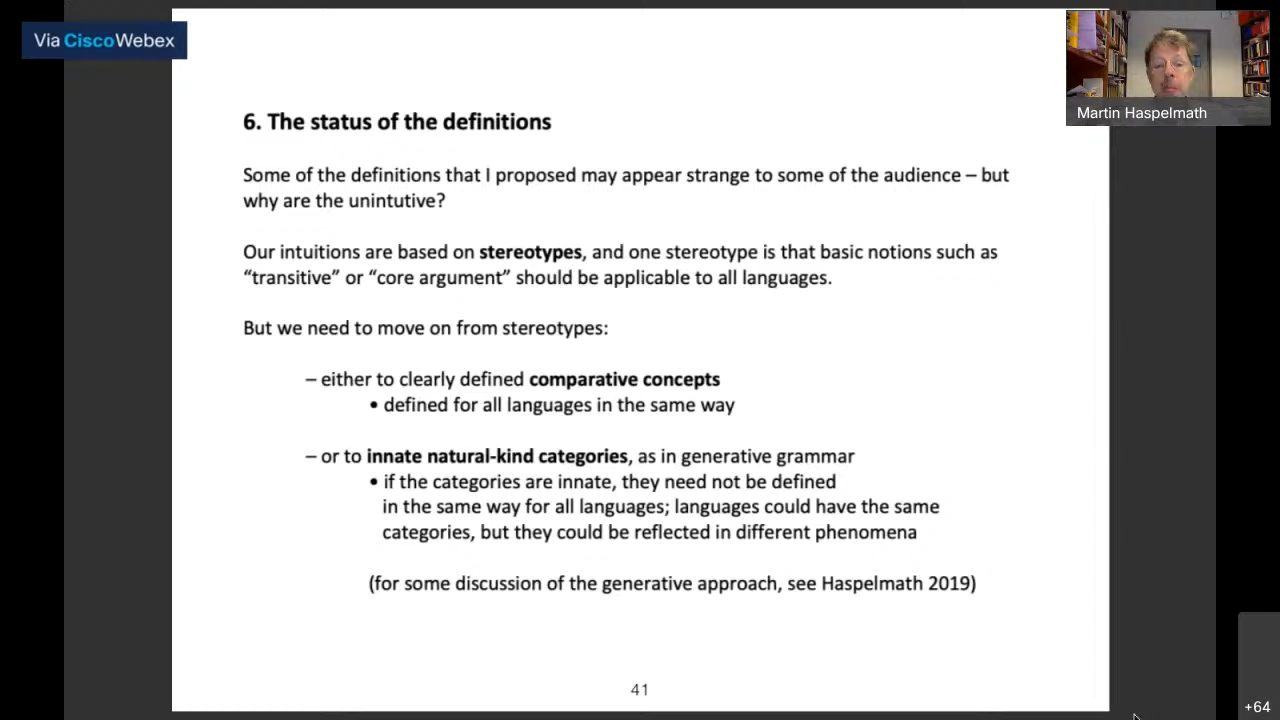 Via Cisco Webex
Martin Haspelmath
6. The status of the definitions
Some of the definitions that I proposed may appear strange to some of the audience – but
why are the unintutive?
Our intuitions are based on stereotypes, and one stereotype is that basic notions such as
“transitive” or “core argument” should be applicable to all languages.
But we need to move on from stereotypes:
– either to clearly defined comparative concepts
• defined for all languages in the same way
– or to innate natural-kind categories, as in generative grammar
• if the categories are innate, they need not be defined
in the same way for all languages; languages could have the same
categories, but they could be reflected in different phenomena
(for some discussion of the generative approach, see Haspelmath 2019)
41
+64